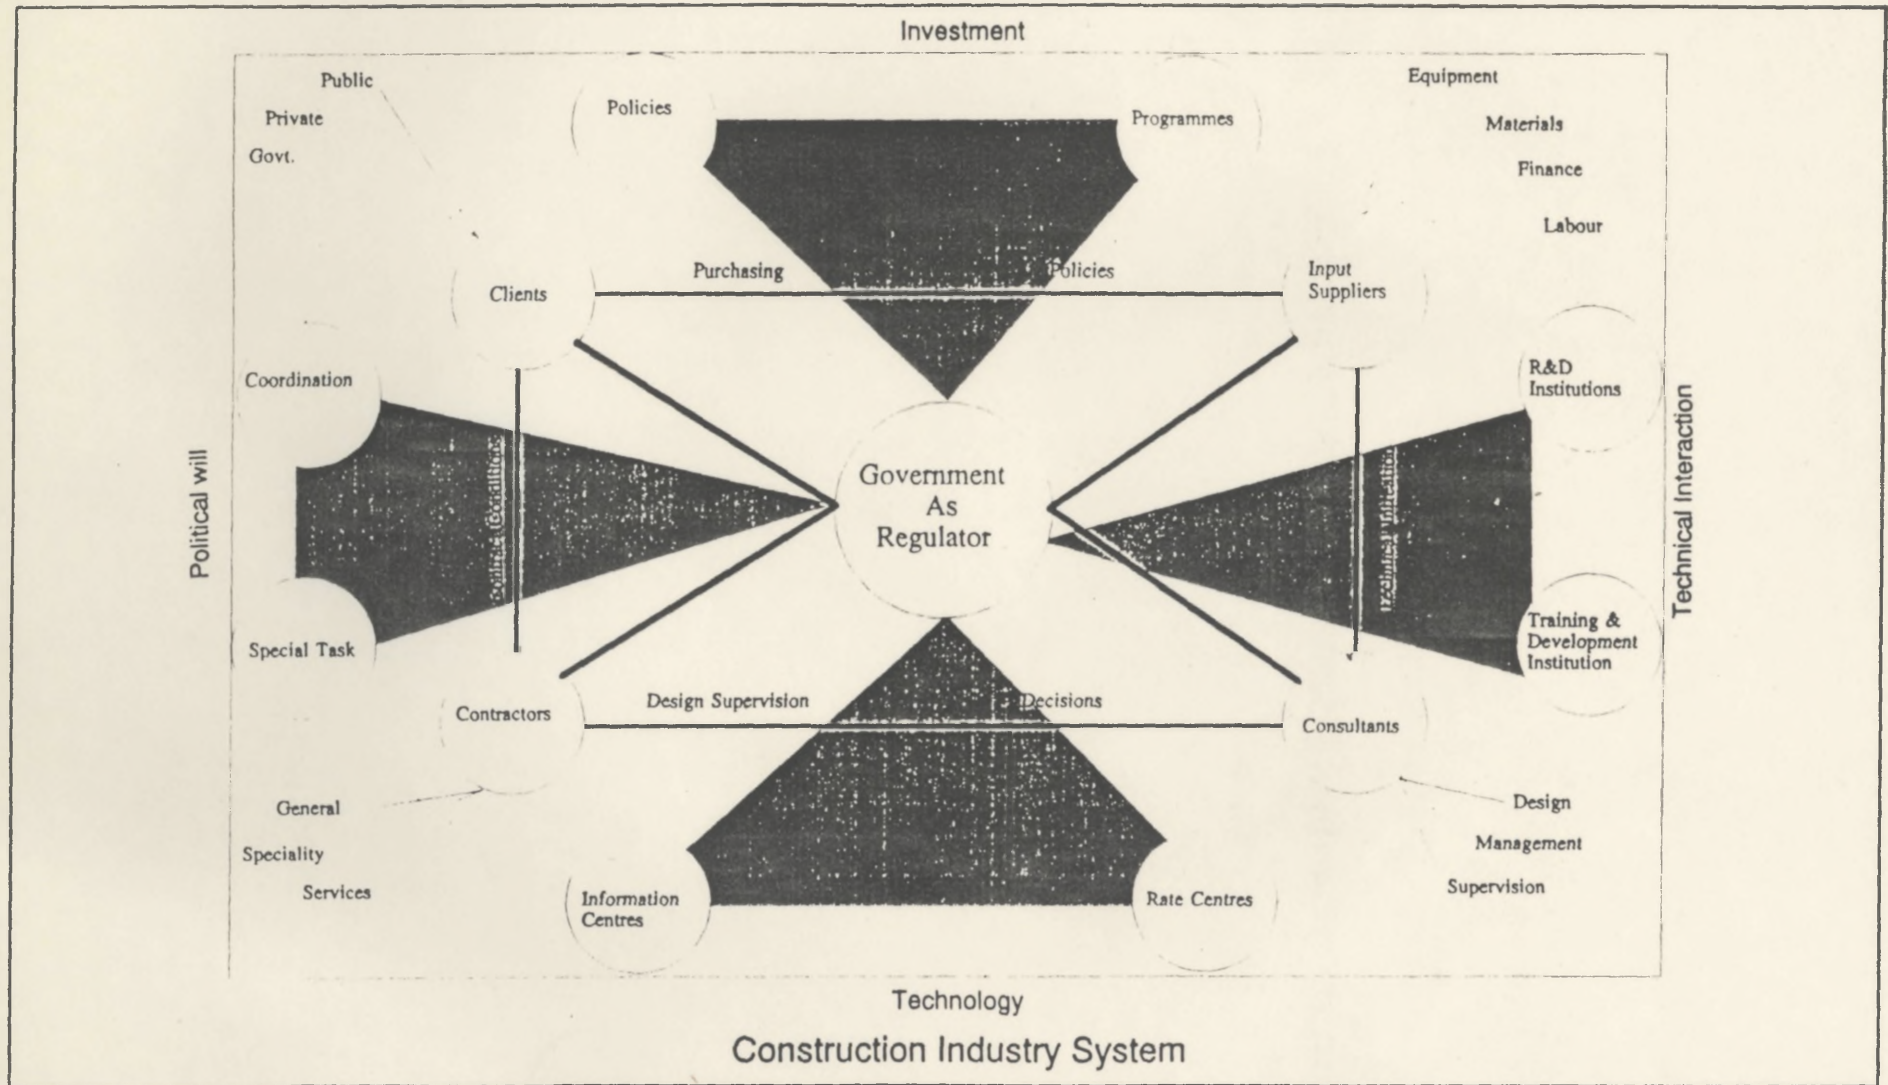 Investment
Public
Private
Govt.
Policies
Programmes
Equipment
Materials
Finance
Labour
Purchasing
Policies
Clients
Input
Suppliers
Coordination
R&D
Institutions
Political will
Government
As
Regulator
Technical Interaction
Special Task
Training &
Development
Institution
Contractors
Design Supervision
Decisions
Consultants
General
Speciality
Services
Information
Centres
Rate Centres
Design
Management
Supervision
Technology
Construction Industry System